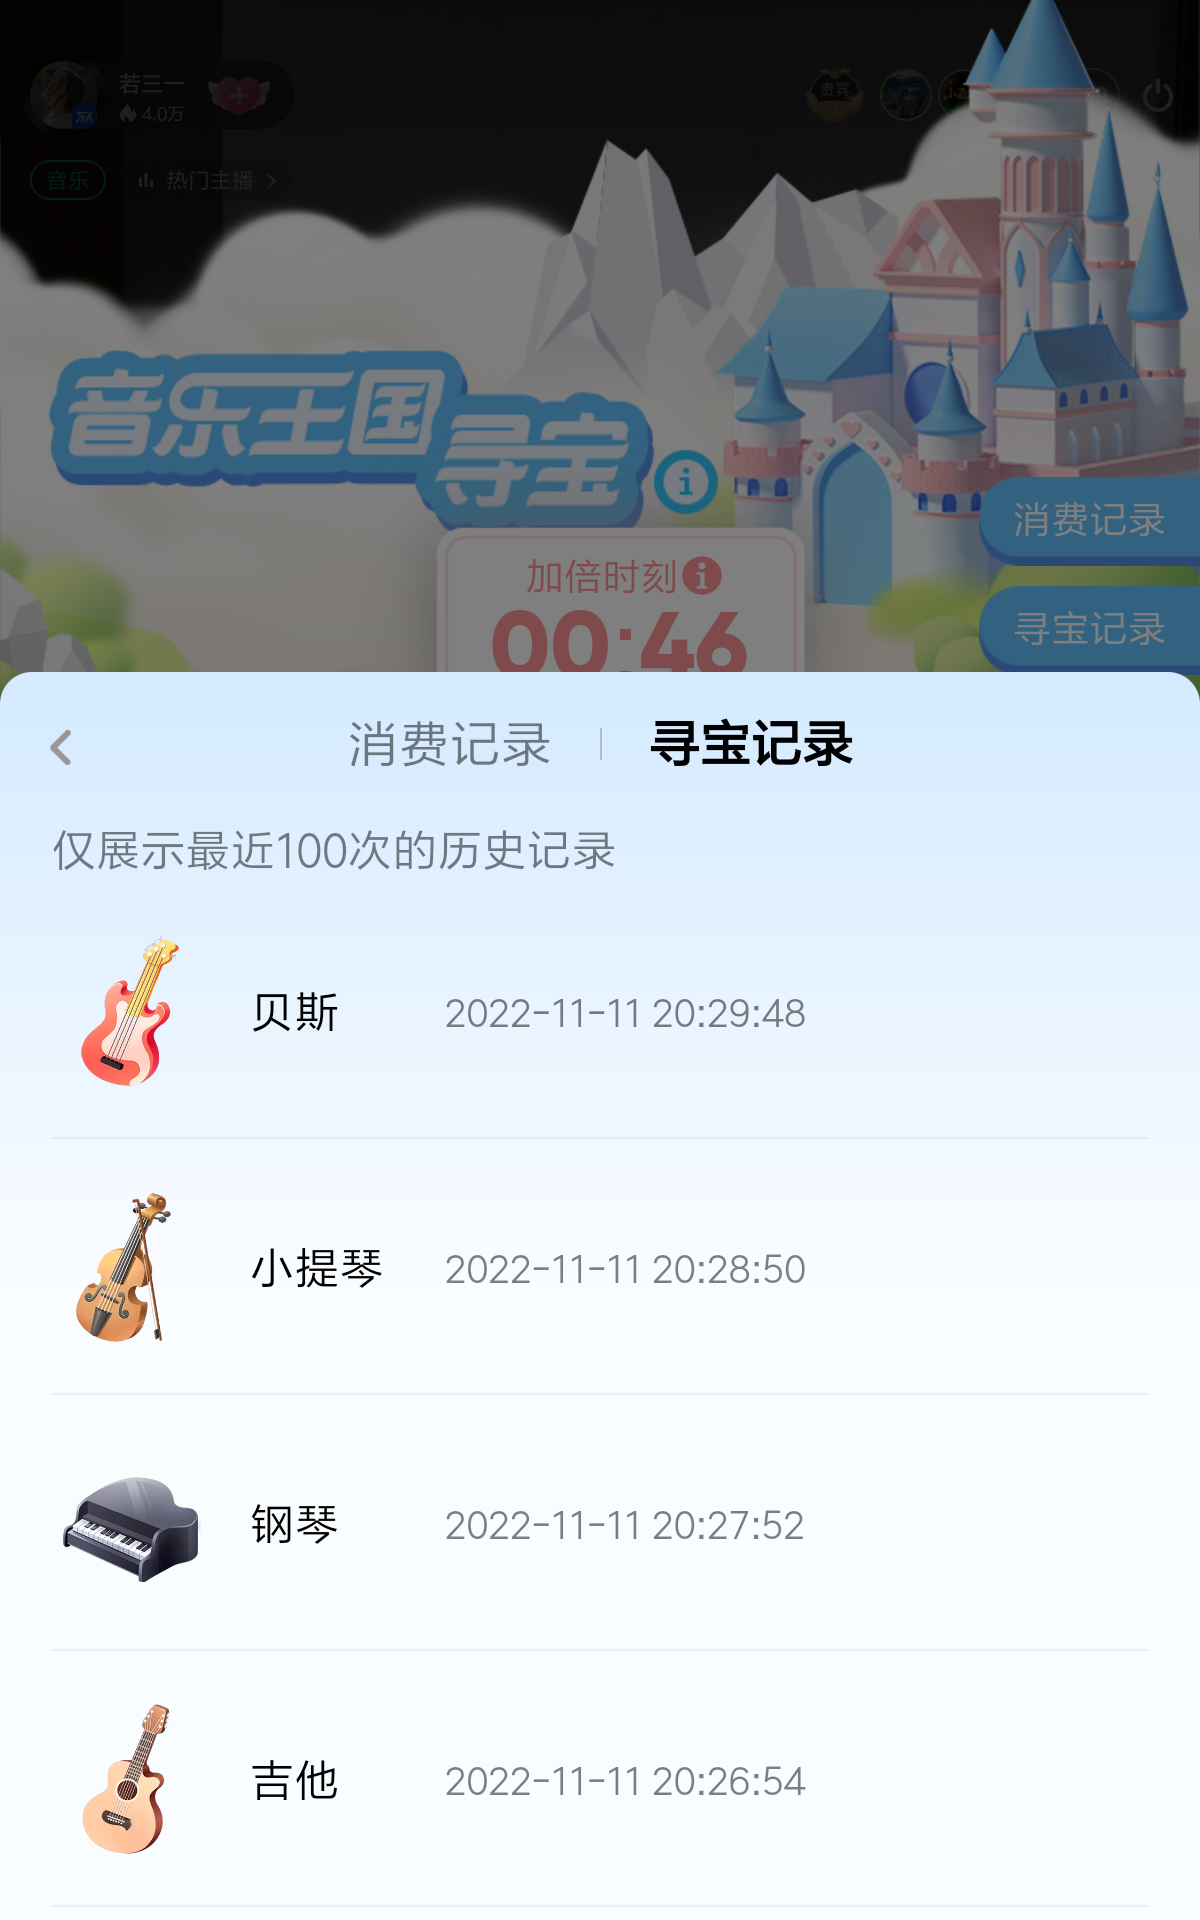 若三一
4.0万
贵宾
音乐
热门主播
音乐王国
寻宝
消费记录
加倍时刻
00:46
寻宝记录
消费记录
寻宝记录
仅展示最近100次的历史记录
贝斯 2022-11-11 20:29:48
小提琴 2022-11-11 20:28:50
钢琴 2022-11-11 20:27:52
吉他 2022-11-11 20:26:54